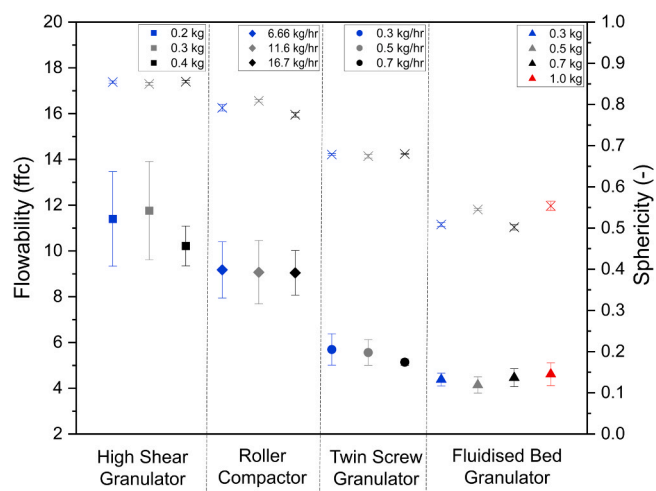 20
18
16
14
12
10
8
6
4
2
Flowability (ffc)
0.2 kg
0.3 kg
0.4 kg
6.66 kg/hr
11.6 kg/hr
16.7 kg/hr
0.3 kg/hr
0.5 kg/hr
0.7 kg/hr
0.3 kg
0.5 kg
0.7 kg
1.0 kg
1.0
0.9
0.8
0.7
0.6
0.5
0.4
0.3
0.2
0.1
0.0
Sphericity (-)
High Shear
Granulator
Roller
Compactor
Twin Screw
Granulator
Fluidised Bed
Granulator